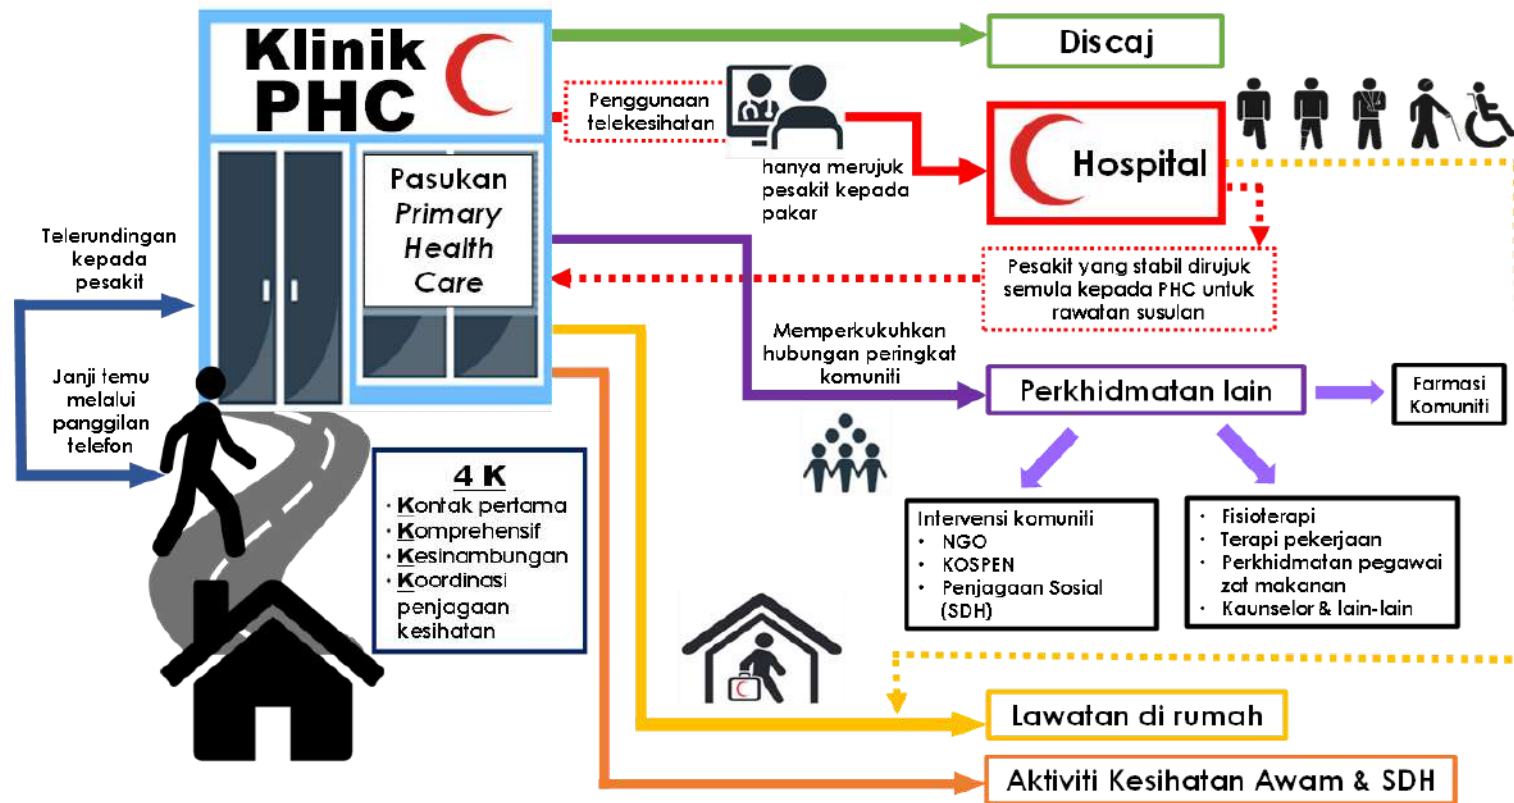 Klinik
PHC
Pasukan
Primary
Health
Care
Telerundingan
kepada
pesakit
Janji temu
melalui
panggilan
telefon
4 K
· Kontak pertama
· Komprehensif
· Kesinambungan
· Koordinasi
penjagaan
kesihatan
Discaj
Penggunaan
telekesihatan
hanya merujuk
pesakit kepada
pakar
Hospital
Pesakit yang stabil dirujuk
semula kepada PHC untuk
rawatan susulan
Memperkukuhkan
hubungan peringkat
komuniti
Perkhidmatan lain
Farmasi
Komuniti
Intervensi komuniti
• NGO
• KOSPEN
• Penjagaan Sosial
(SDH)
· Fisioterapi
· Terapi pekerjaan
· Perkhidmatan pegawai
zat makanan
· Kaunselor & lain-lain
Lawatan di rumah
Aktiviti Kesihatan Awam & SDH